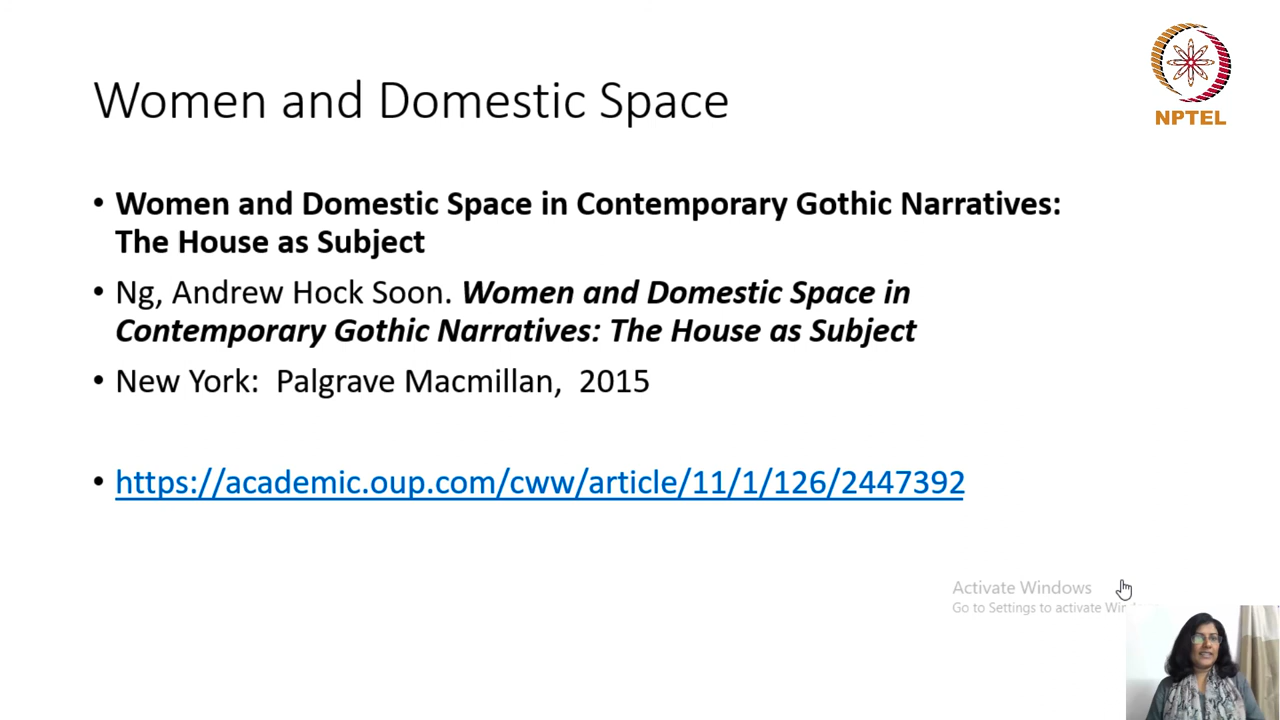 Women and Domestic Space
NPTEL
• Women and Domestic Space in Contemporary Gothic Narratives:
The House as Subject
• Ng, Andrew Hock Soon. Women and Domestic Space in
Contemporary Gothic Narratives: The House as Subject
• New York:  Palgrave Macmillan,  2015
• https://academic.oup.com/cww/article/11/1/126/2447392
Activate Windows
Go to Settings to activate